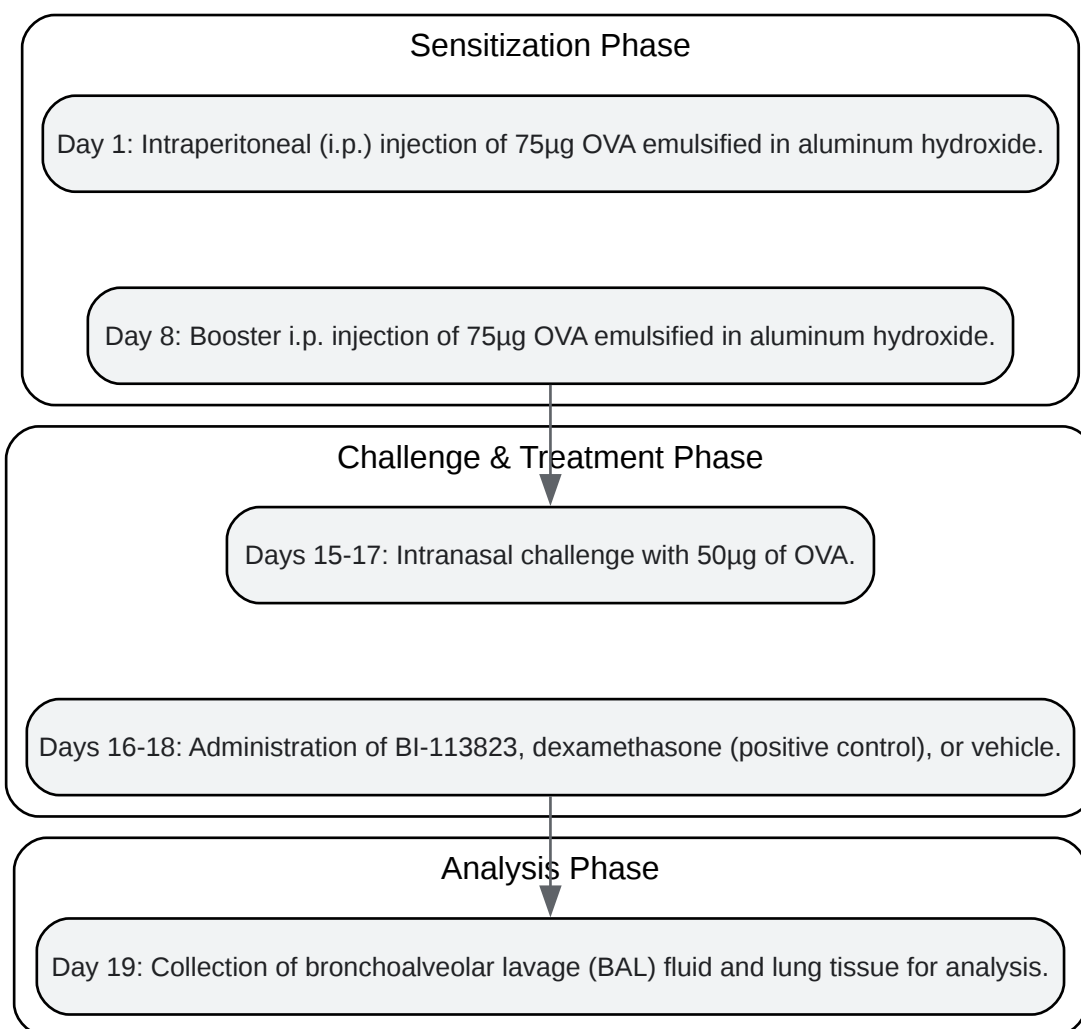 Sensitization Phase
Day 1: Intraperitoneal (i.p.) injection of 75µg OVA emulsified in aluminum hydroxide.
Day 8: Booster i.p. injection of 75µg OVA emulsified in aluminum hydroxide.
Challenge & Treatment Phase
Days 15-17: Intranasal challenge with 50µg of OVA.
Days 16-18: Administration of BI-113823, dexamethasone (positive control), or vehicle.
Analysis Phase
Day 19: Collection of bronchoalveolar lavage (BAL) fluid and lung tissue for analysis.